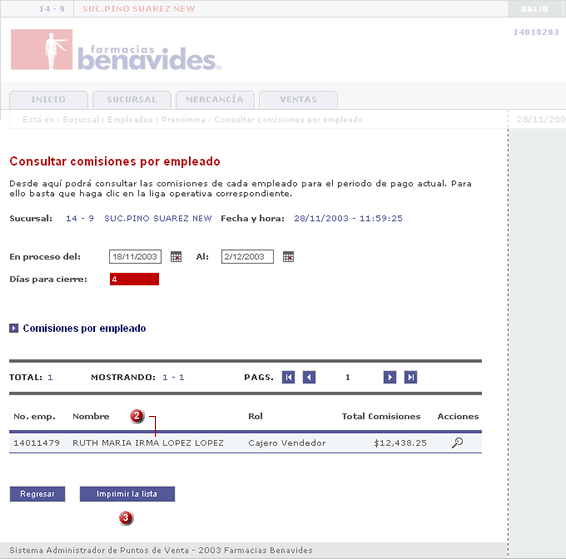 14 - 9 SUC.PINO SUAREZ NEW SALIR
14018283
farmacias
benavides
INICIO SUCURSAL MERCANCÍA VENTAS
Está en : Sucursal : Empleados : Prenómina : Consultar comisiones por empleado 28/11/200
Consultar comisiones por empleado
Desde aquí podrá consultar las comisiones de cada empleado para el periodo de pago actual. Para
ello basta que haga clic en la liga operativa correspondiente.
Sucursal: 14 - 9 SUC.PINO SUAREZ NEW Fecha y hora: 28/11/2003 - 11:59:25
En proceso del: 18/11/2003 Al: 2/12/2003
Días para cierre: 4
Comisiones por empleado
TOTAL: 1 MOSTRANDO: 1 - 1 PAGS. 1
No. emp. Nombre 2 Rol Total Comisiones Acciones
14011479 RUTH MARIA IRMA LOPEZ LOPEZ Cajero Vendedor $12,438.25
Regresar Imprimir la lista
3
Sistema Administrador de Puntos de Venta - 2003 Farmacias Benavides